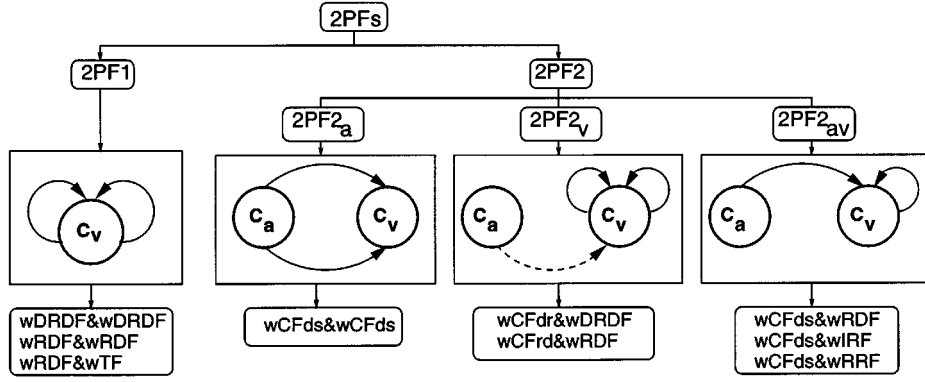 2PFs
2PF1
2PF2
2PF2a
2PF2v
2PF2av
Cv
Ca
Cv
Ca
Cv
Ca
Cv
wDRDF&wDRDF
wRDF&wRDF
wRDF&wTF
wCFds&wCFds
wCFdr&wDRDF
wCFrd&wRDF
wCFds&wRDF
wCFds&wIRF
wCFds&wRRF